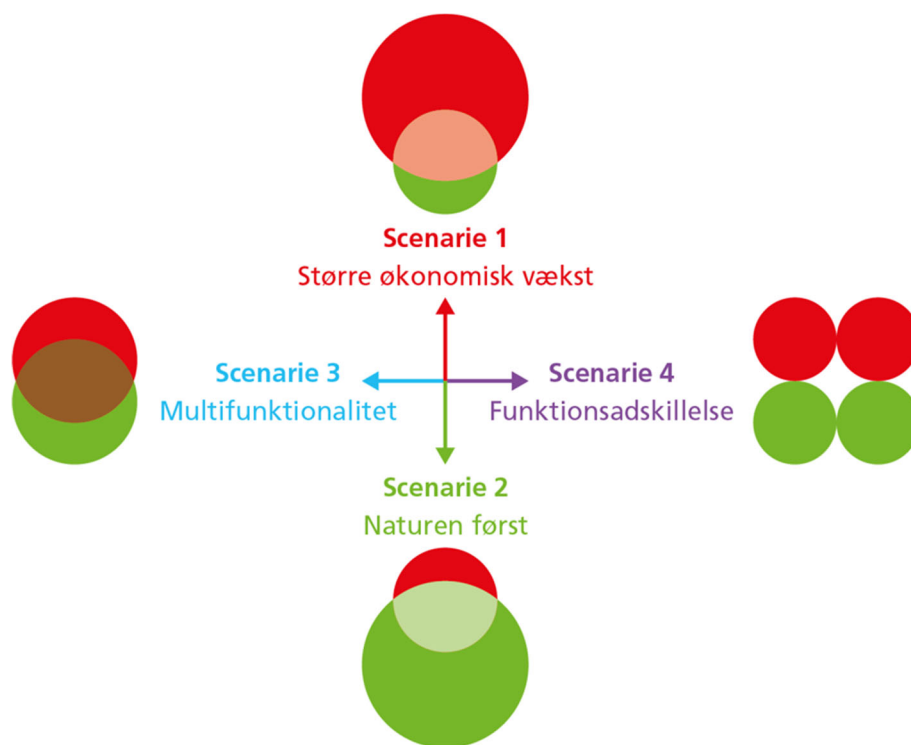 Scenarie 1
Større økonomisk vækst
Scenarie 3
Multifunktionalitet
Scenarie 4
Funktionsadskillelse
Scenarie 2
Naturen først